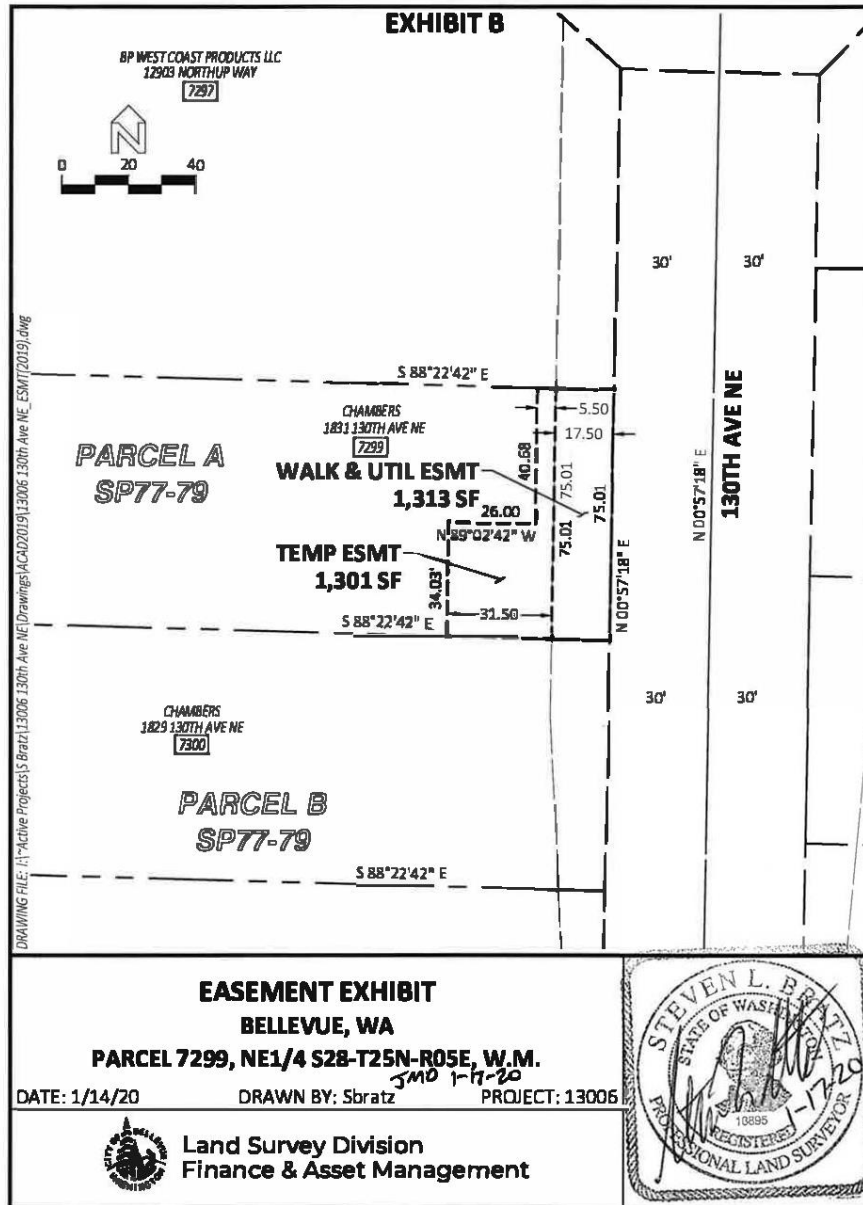 EXHIBIT B
BP WEST COAST PRODUCTS LLC
12903 NORTHUP WAY
7297
N
0 20 40
30' 30'
130TH AVE NE
N 00°57'18" E
S 88°22'42" E
5.50
17.50
CHAMBERS
1831 130TH AVE NE
7299
PARCEL A
SP77-79
WALK & UTIL ESMT
1,313 SF
40.68
75.01
75.01
75.01
26.00
N 89°02'42" W
TEMP ESMT
1,301 SF
34.03'
31.50
N 00°57'18" E
S 88°22'42" E
30' 30'
CHAMBERS
1829 130TH AVE NE
7300
PARCEL B
SP77-79
S 88°22'42" E
DRAWING FILE: I:\~Active Projects\S Bratz\13006 130th Ave NE\Drawings\ACAD2019\13006 130th Ave NE_ESMT(2019).dwg
EASEMENT EXHIBIT
BELLEVUE, WA
PARCEL 7299, NE1/4 S28-T25N-R05E, W.M.
JMD 1-17-20
DATE: 1/14/20 DRAWN BY: Sbratz PROJECT: 13006
CITY OF BELLEVUE
WASHINGTON
Land Survey Division
Finance & Asset Management
STEVEN L. BRATZ
STATE OF WASHINGTON
10895
REGISTERED
PROFESSIONAL LAND SURVEYOR
1-17-20